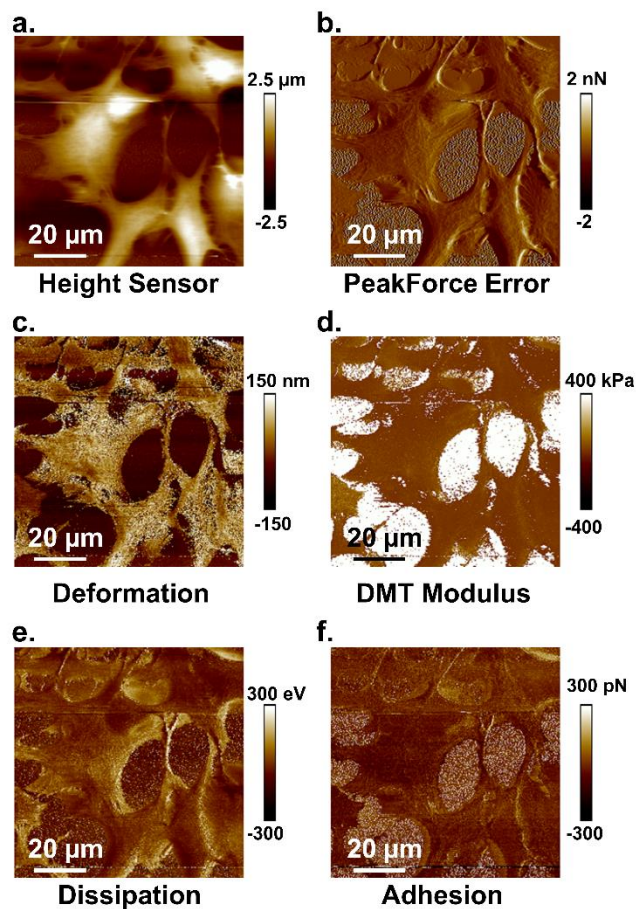 a.
b.
2.5 µm
2 nN
20 µm
-2.5
20 µm
-2
Height Sensor
PeakForce Error
c.
d.
150 nm
400 kPa
20 µm
-150
20 µm
-400
Deformation
DMT Modulus
e.
f.
300 eV
300 pN
20 µm
-300
20 µm
-300
Dissipation
Adhesion